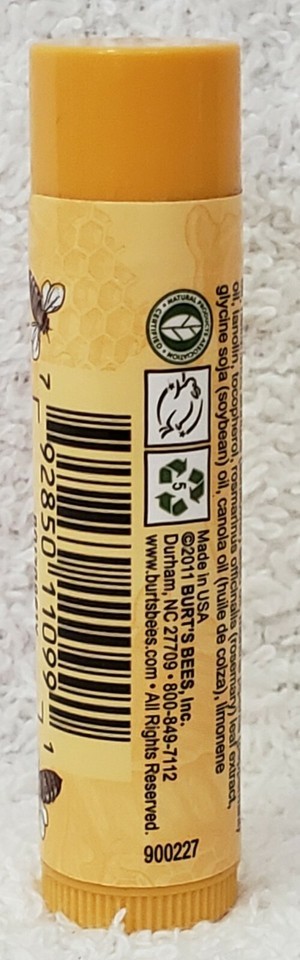 oil, lanolin, tocopherol, rosmarinus officinalis (rosemary) leaf extract,
glycine soja (soybean) oil, canola oil (huile de colza), limonene
NATURAL PRODUCTS ASSOCIATION • CERTIFIED •
5
Made in USA
©2011 BURT'S BEES, Inc.
Durham, NC 27709 • 800-849-7112
www.burtsbees.com • All Rights Reserved.
900227
7 92850 11099 1